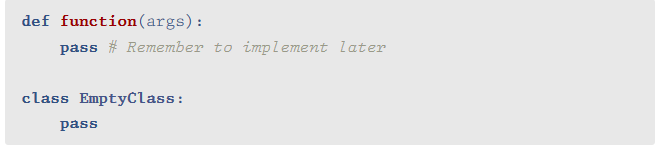 def function(args):
    pass # Remember to implement later

class EmptyClass:
    pass